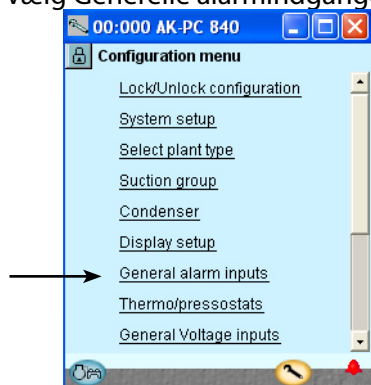 Vælg Generelle alarmindgange
00:000 AK-PC 840
Configuration menu
Lock/Unlock configuration
System setup
Select plant type
Suction group
Condenser
Display setup
General alarm inputs
Thermo/pressostats
General Voltage inputs